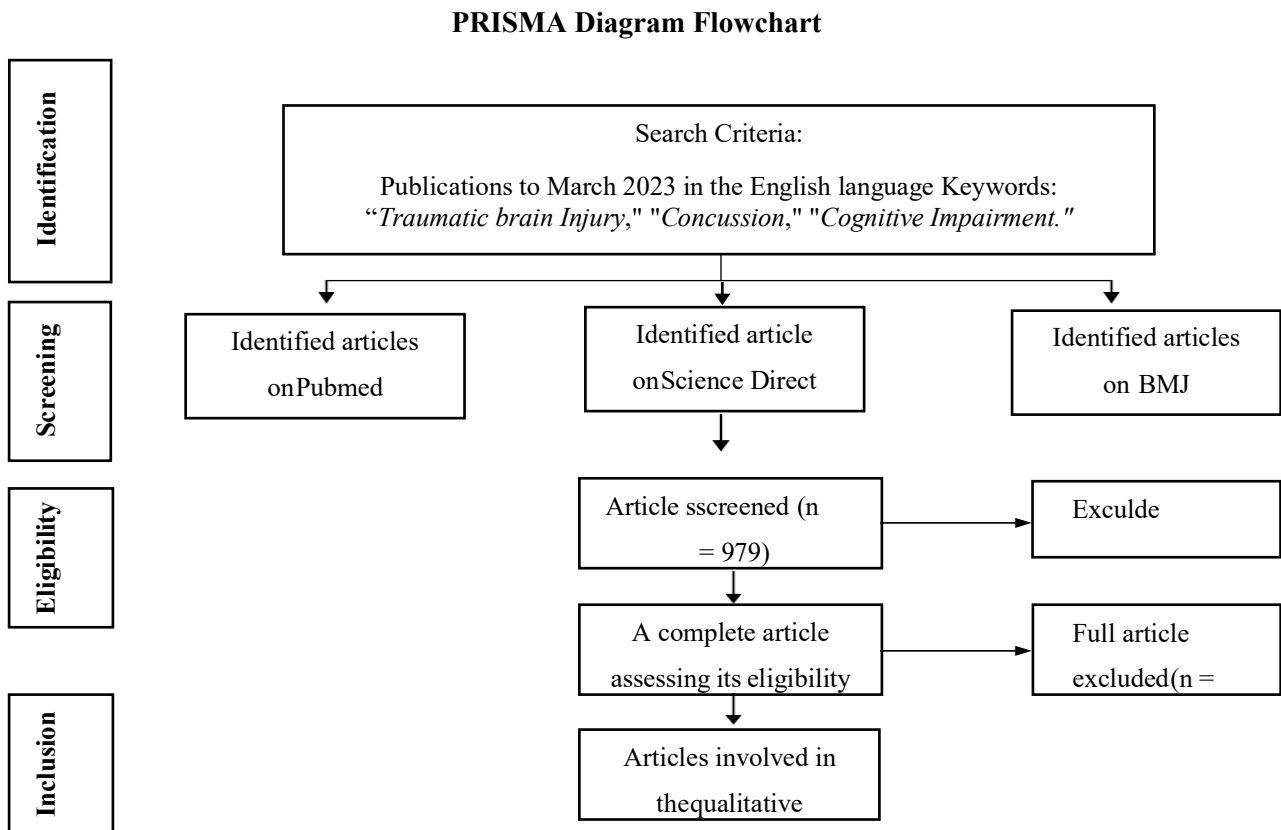 PRISMA Diagram Flowchart
Identification
Search Criteria:
Publications to March 2023 in the English language Keywords:
“Traumatic brain Injury," "Concussion," "Cognitive Impairment."
Screening
Identified articles
onPubmed
Identified article
onScience Direct
Identified articles
on BMJ
Eligibility
Article sscreened (n
= 979)
Exculde
A complete article
assessing its eligibility
Full article
excluded(n =
Inclusion
Articles involved in
thequalitative